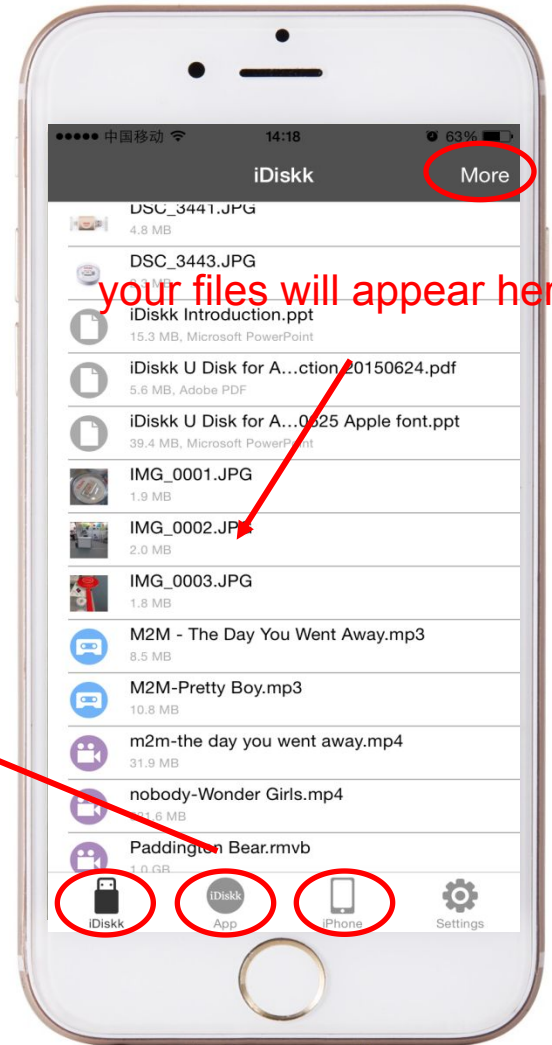 中国移动 14:18 63%
iDiskk More
DSC_3441.JPG
4.8 MB
DSC_3443.JPG
MB
your files will appear her
iDiskk Introduction.ppt
15.3 MB, Microsoft PowerPoint
iDiskk U Disk for A...ction 20150624.pdf
5.6 MB, Adobe PDF
iDiskk U Disk for A...0625 Apple font.ppt
39.4 MB, Microsoft PowerPoint
IMG_0001.JPG
1.9 MB
IMG_0002.JPG
2.0 MB
IMG_0003.JPG
1.8 MB
M2M - The Day You Went Away.mp3
8.5 MB
M2M-Pretty Boy.mp3
10.8 MB
m2m-the day you went away.mp4
31.9 MB
nobody-Wonder Girls.mp4
21.6 MB
Paddington Bear.rmvb
1.0 GB
iDiskk
iDiskk App iPhone Settings